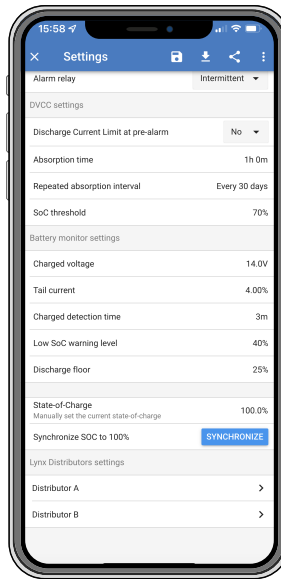 15:58
Settings
Alarm relay Intermittent
DVCC settings
Discharge Current Limit at pre-alarm No
Absorption time 1h 0m
Repeated absorption interval Every 30 days
SoC threshold 70%
Battery monitor settings
Charged voltage 14.0V
Tail current 4.00%
Charged detection time 3m
Low SoC warning level 40%
Discharge floor 25%
State-of-Charge 100.0%
Manually set the current state-of-charge
Synchronize SOC to 100% SYNCHRONIZE
Lynx Distributors settings
Distributor A
Distributor B